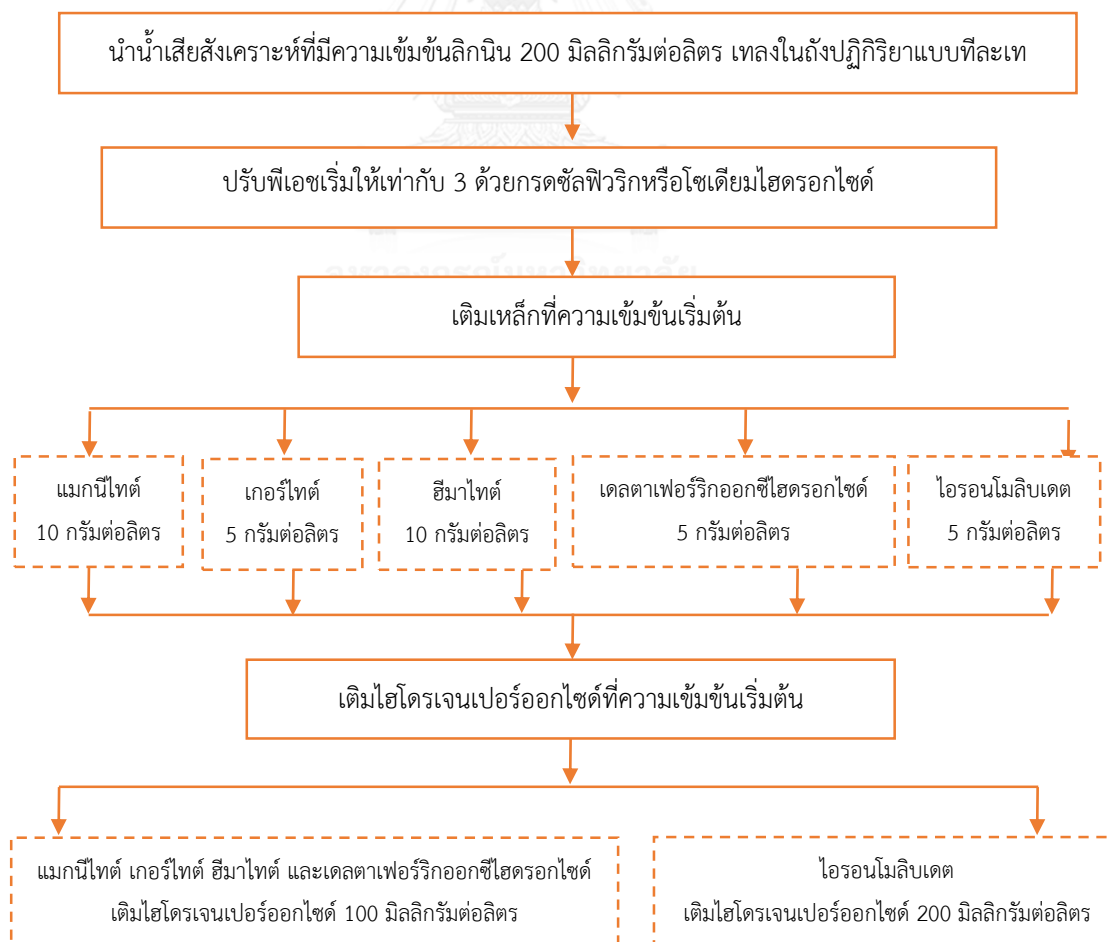 นำน้ำเสียสังเคราะห์ที่มีความเข้มข้นลิกนิน 200 มิลลิกรัมต่อลิตร เทลงในถังปฏิกิริยาแบบทีละเท
ปรับพีเอชเริ่มให้เท่ากับ 3 ด้วยกรดซัลฟิวริกหรือโซเดียมไฮดรอกไซด์
จุฬาลงกรณ์มหาวิทยาลัย
เติมเหล็กที่ความเข้มข้นเริ่มต้น
แมกนีไทต์
10 กรัมต่อลิตร
เกอร์ไทต์
5 กรัมต่อลิตร
ฮีมาไทต์
10 กรัมต่อลิตร
เดลตาเฟอร์ริกออกซีไฮดรอกไซด์
5 กรัมต่อลิตร
ไอรอนโมลิบเดต
5 กรัมต่อลิตร
เติมไฮโดรเจนเปอร์ออกไซด์ที่ความเข้มข้นเริ่มต้น
แมกนีไทต์ เกอร์ไทต์ ฮีมาไทต์ และเดลตาเฟอร์ริกออกซีไฮดรอกไซด์
เติมไฮโดรเจนเปอร์ออกไซด์ 100 มิลลิกรัมต่อลิตร
ไอรอนโมลิบเดต
เติมไฮโดรเจนเปอร์ออกไซด์ 200 มิลลิกรัมต่อลิตร